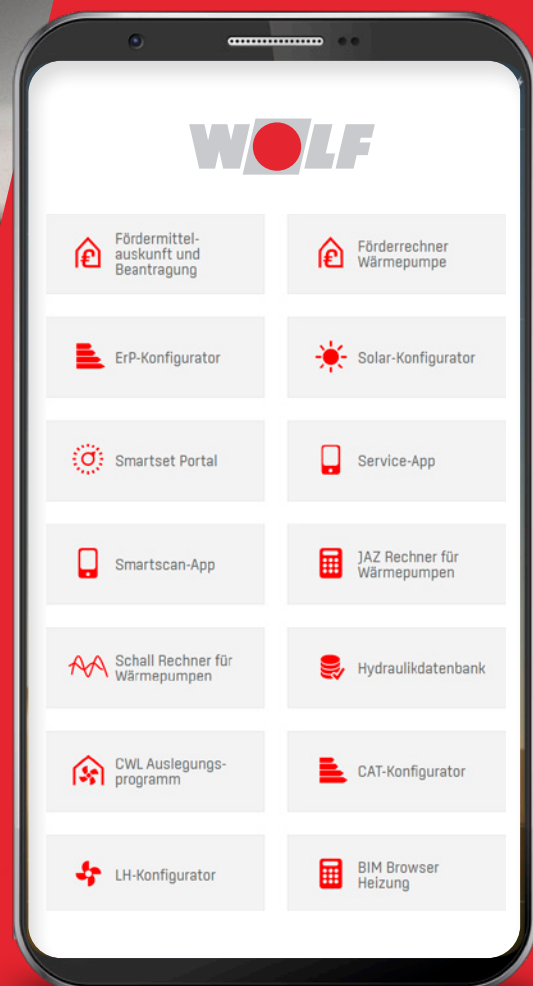 WOLF
Fördermittel-
auskunft und
Beantragung
Förderrechner
Wärmepumpe
ErP-Konfigurator
Solar-Konfigurator
Smartset Portal
Service-App
Smartscan-App
JAZ Rechner für
Wärmepumpen
Schall Rechner für
Wärmepumpen
Hydraulikdatenbank
CWL Auslegungs-
programm
CAT-Konfigurator
LH-Konfigurator
BIM Browser
Heizung